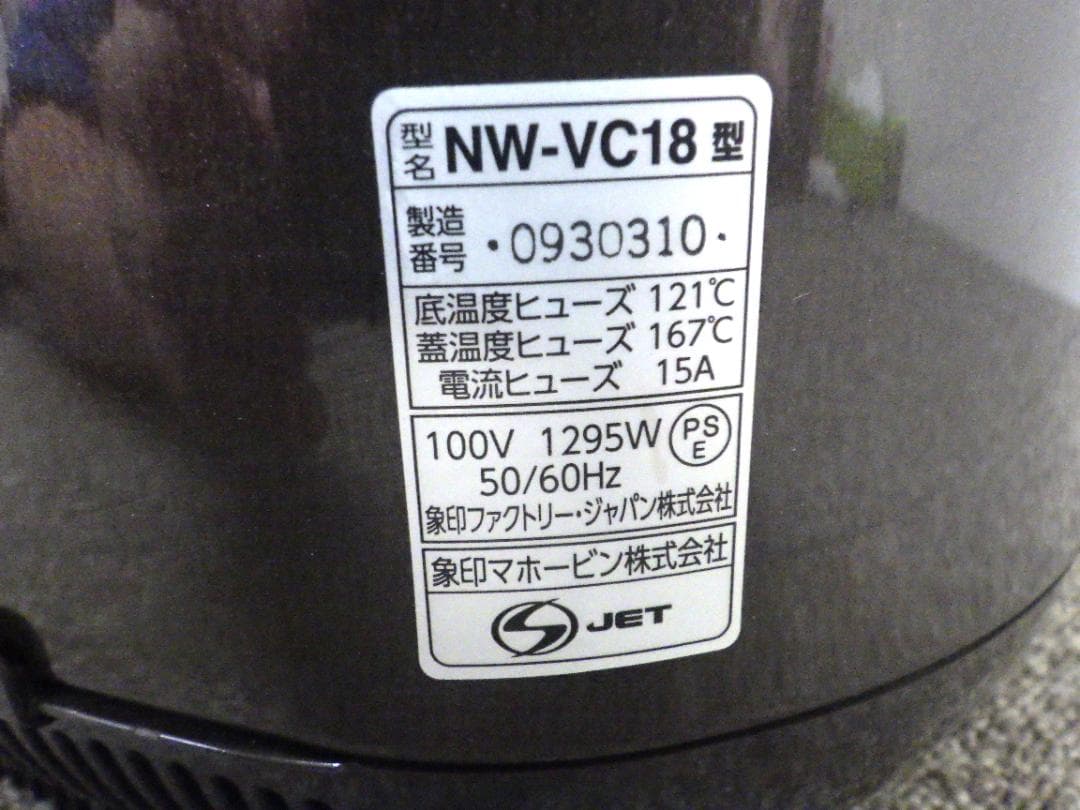 型名 NW-VC18 型
製造番号 ・0930310・
底温度ヒューズ 121℃
蓋温度ヒューズ 167℃
電流ヒューズ 15A
100V 1295W PSE
50/60Hz
象印ファクトリー・ジャパン株式会社
象印マホービン株式会社
S JET